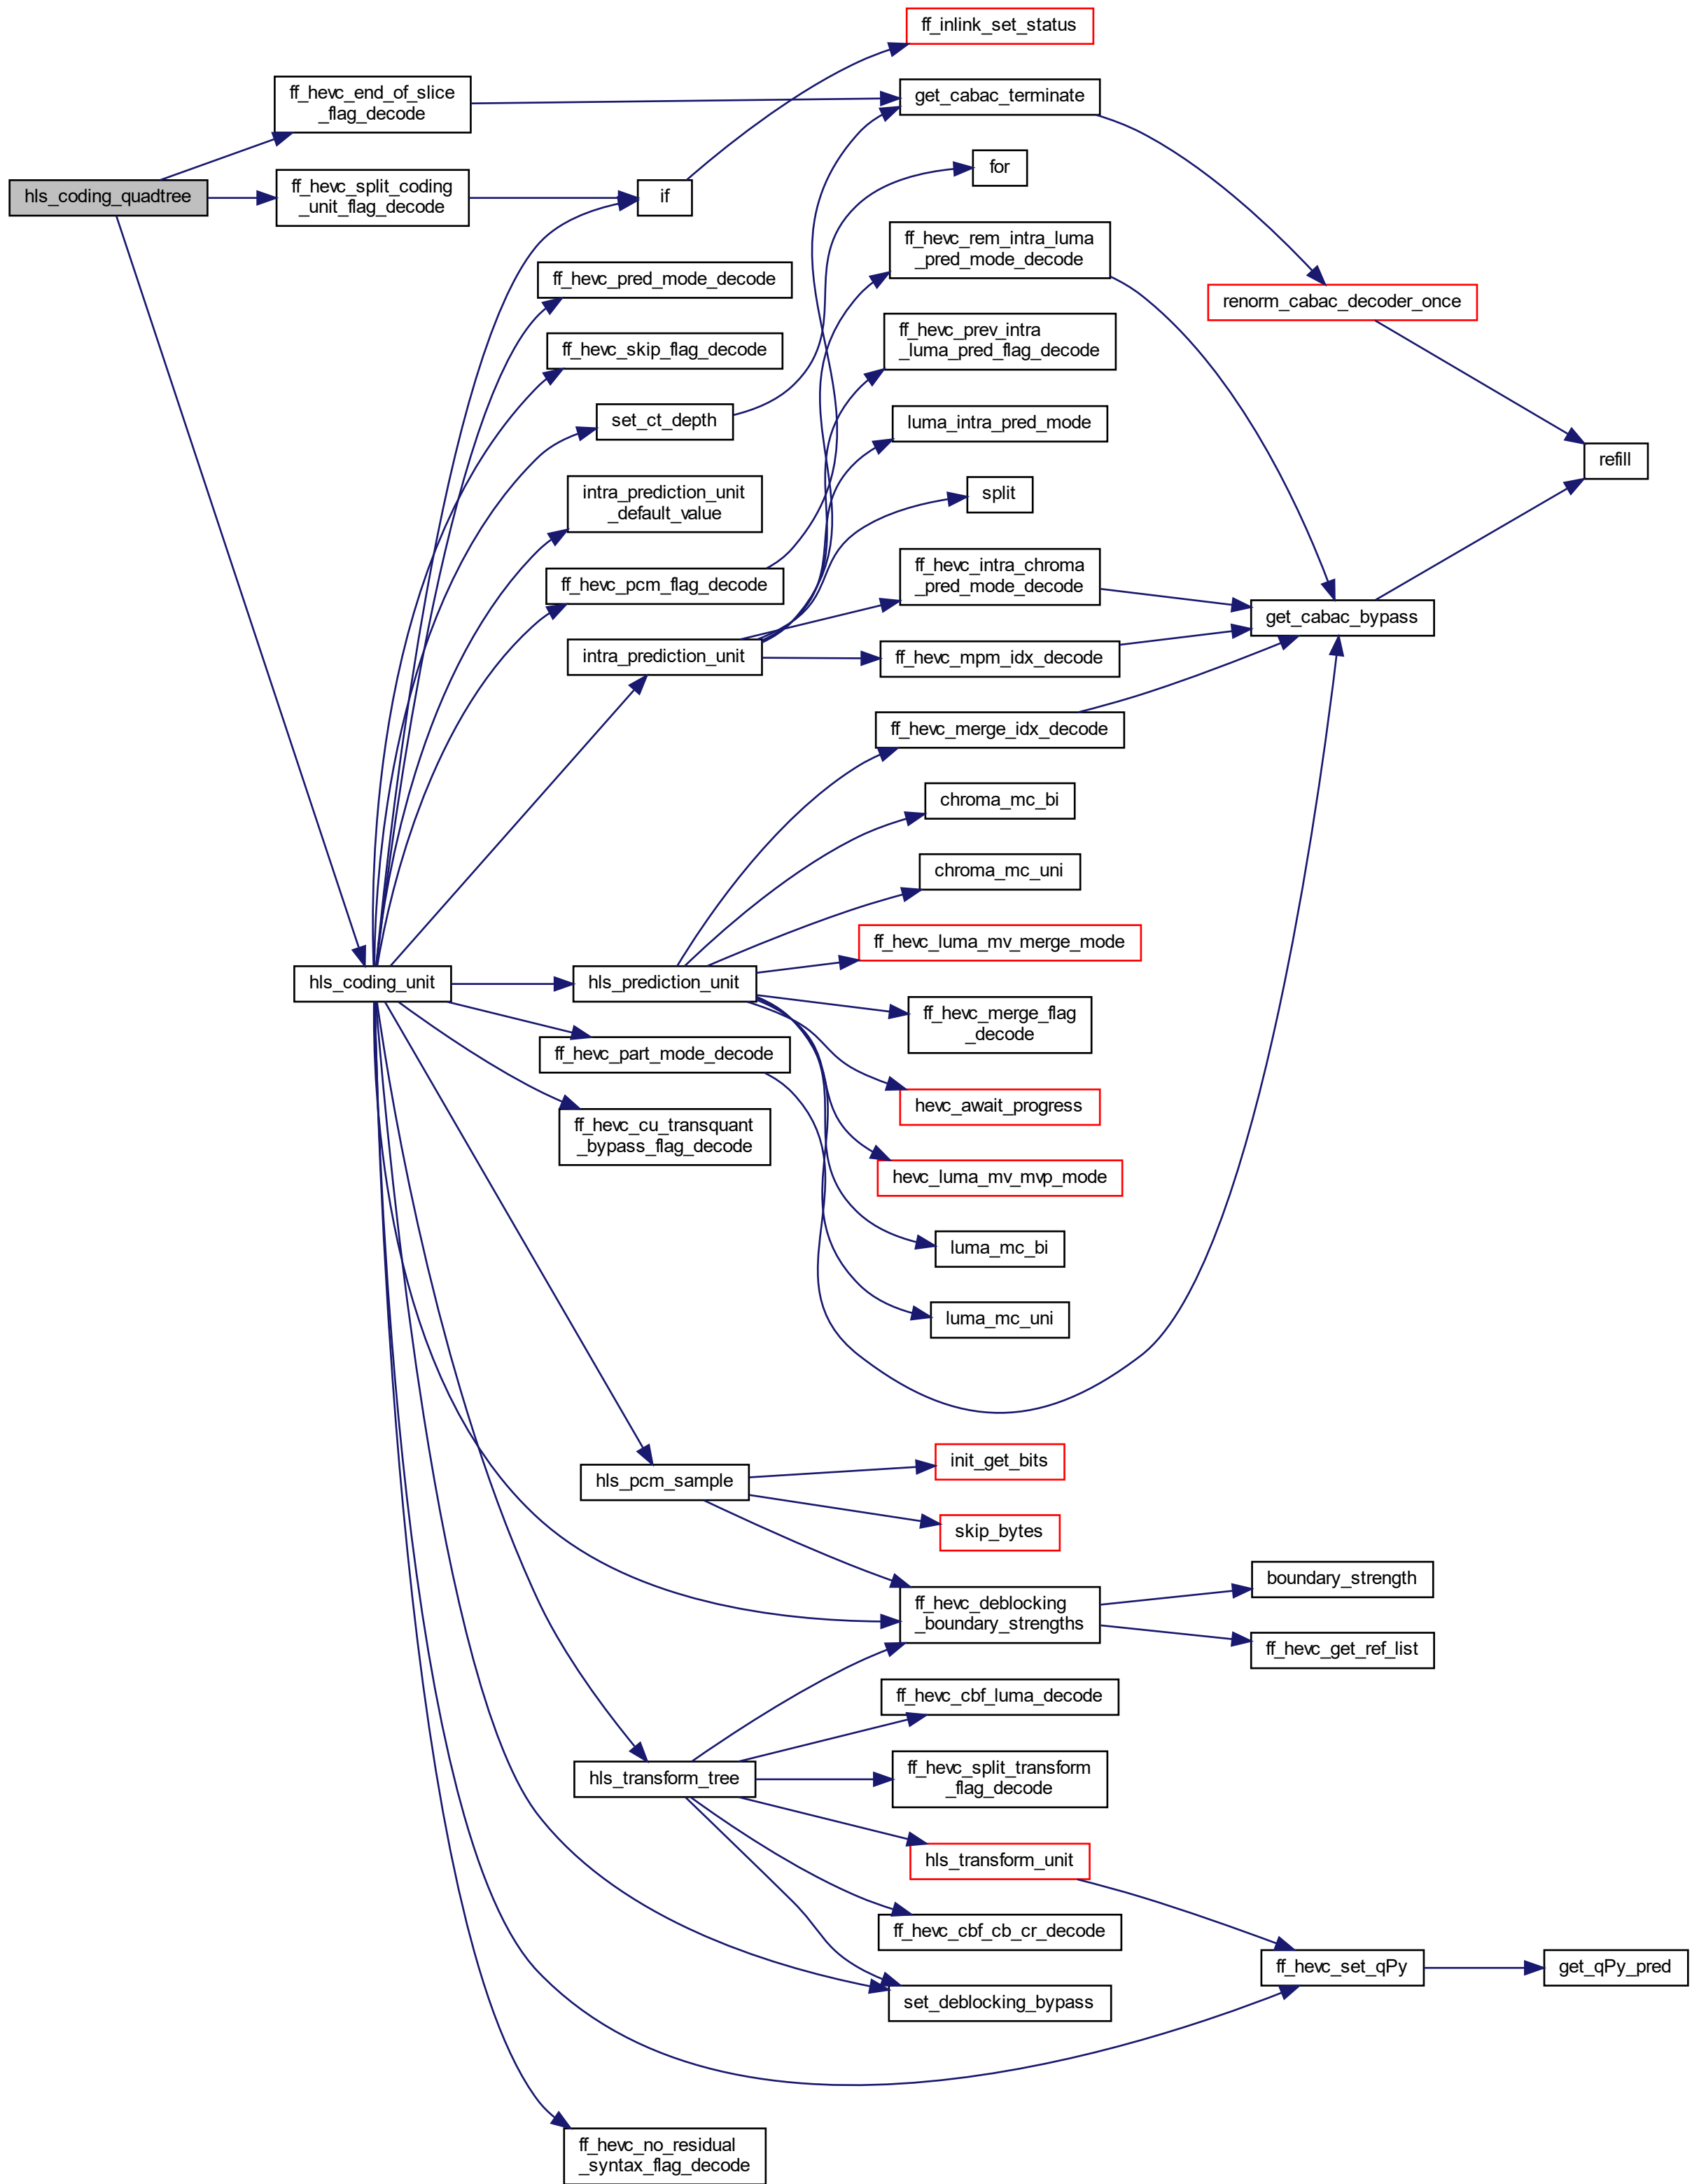 hls_coding_quadtree
ff_hevc_end_of_slice
_flag_decode
ff_hevc_split_coding
_unit_flag_decode
hls_coding_unit
if
ff_hevc_pred_mode_decode
ff_hevc_skip_flag_decode
set_ct_depth
intra_prediction_unit
_default_value
ff_hevc_pcm_flag_decode
intra_prediction_unit
hls_prediction_unit
ff_hevc_part_mode_decode
ff_hevc_cu_transquant
_bypass_flag_decode
hls_pcm_sample
hls_transform_tree
ff_hevc_no_residual
_syntax_flag_decode
ff_inlink_set_status
get_cabac_terminate
for
ff_hevc_rem_intra_luma
_pred_mode_decode
ff_hevc_prev_intra
_luma_pred_flag_decode
luma_intra_pred_mode
split
ff_hevc_intra_chroma
_pred_mode_decode
ff_hevc_mpm_idx_decode
ff_hevc_merge_idx_decode
chroma_mc_bi
chroma_mc_uni
ff_hevc_luma_mv_merge_mode
ff_hevc_merge_flag
_decode
hevc_await_progress
hevc_luma_mv_mvp_mode
luma_mc_bi
luma_mc_uni
init_get_bits
skip_bytes
ff_hevc_deblocking
_boundary_strengths
ff_hevc_cbf_luma_decode
ff_hevc_split_transform
_flag_decode
hls_transform_unit
ff_hevc_cbf_cb_cr_decode
set_deblocking_bypass
renorm_cabac_decoder_once
get_cabac_bypass
boundary_strength
ff_hevc_get_ref_list
ff_hevc_set_qPy
refill
get_qPy_pred